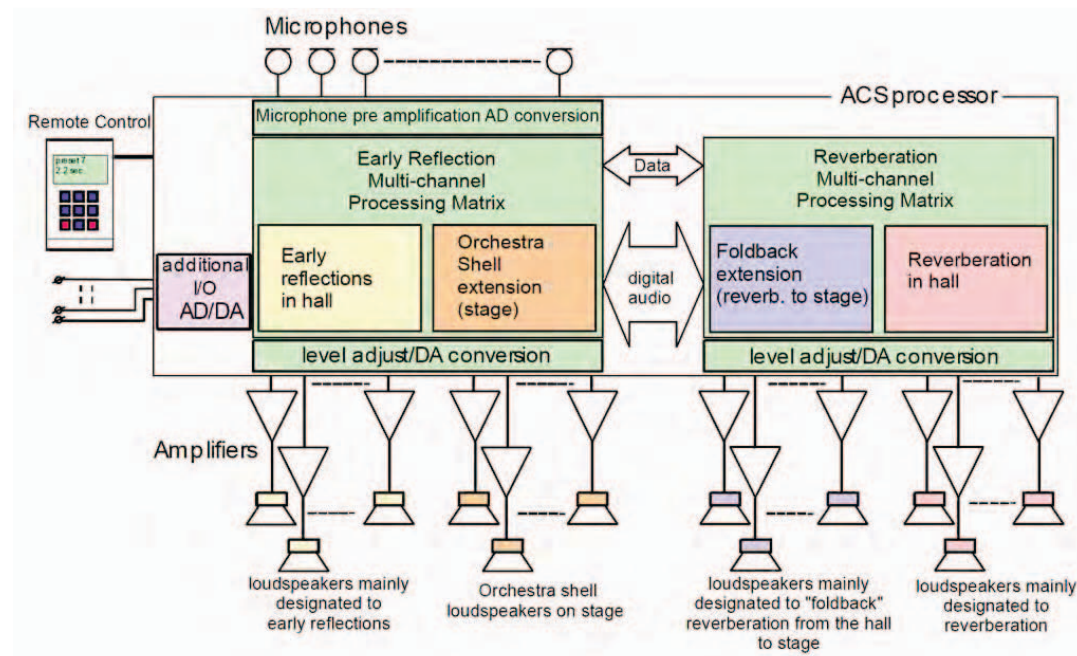 Microphones
ACS processor
Remote Control
preset 7
2.2 sec.
Microphone pre amplification AD conversion
Early Reflection
Multi-channel
Processing Matrix
Data
Reverberation
Multi-channel
Processing Matrix
additional
I/O
AD/DA
Early
reflections
in hall
Orchestra
Shell
extension
(stage)
digital
audio
Foldback
extension
(reverb. to stage)
Reverberation
in hall
level adjust/DA conversion
level adjust/DA conversion
Amplifiers
loudspeakers mainly
designated to
early reflections
Orchestra shell
loudspeakers on stage
loudspeakers mainly
designated to "foldback"
reverberation from the hall
to stage
loudspeakers mainly
designated to
reverberation